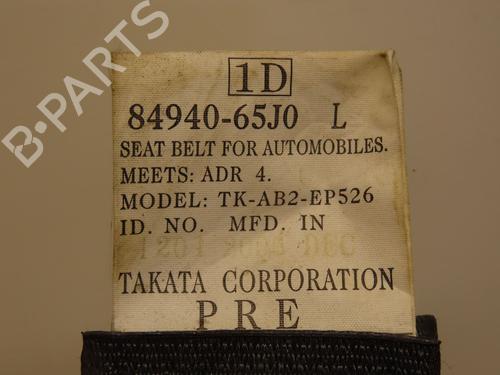 1D
84940-65J0 L
SEAT BELT FOR AUTOMOBILES.
MEETS: ADR 4.
MODEL: TK-AB2-EP526
ID. NO. MFD. IN
DEC
TAKATA CORPORATION
PRE
B-PARTS